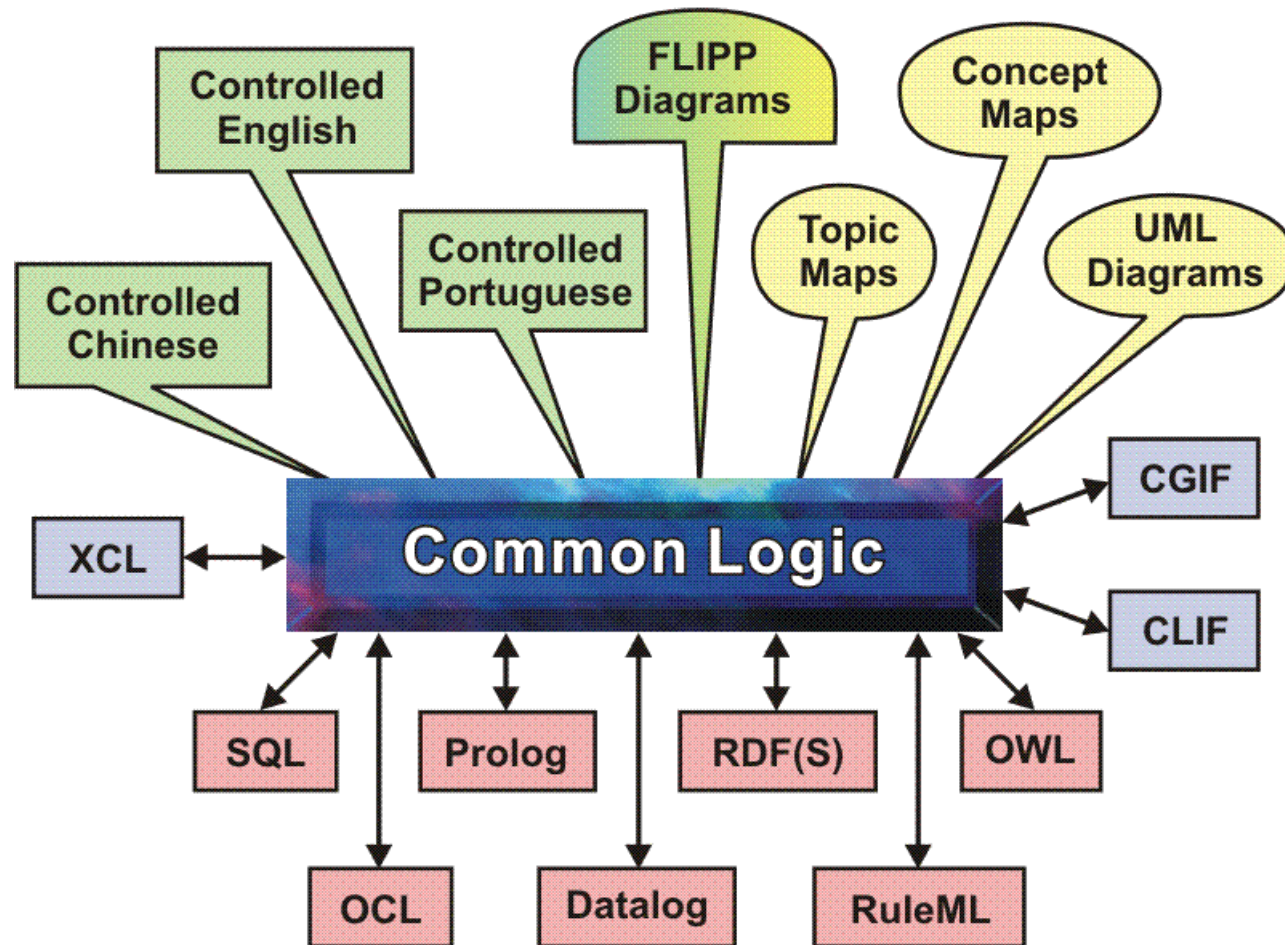 Controlled
English
FLIPP
Diagrams
Concept
Maps
Controlled
Chinese
Controlled
Portuguese
Topic
Maps
UML
Diagrams
XCL
Common Logic
CGIF
CLIF
SQL
Prolog
RDF(S)
OWL
OCL
Datalog
RuleML